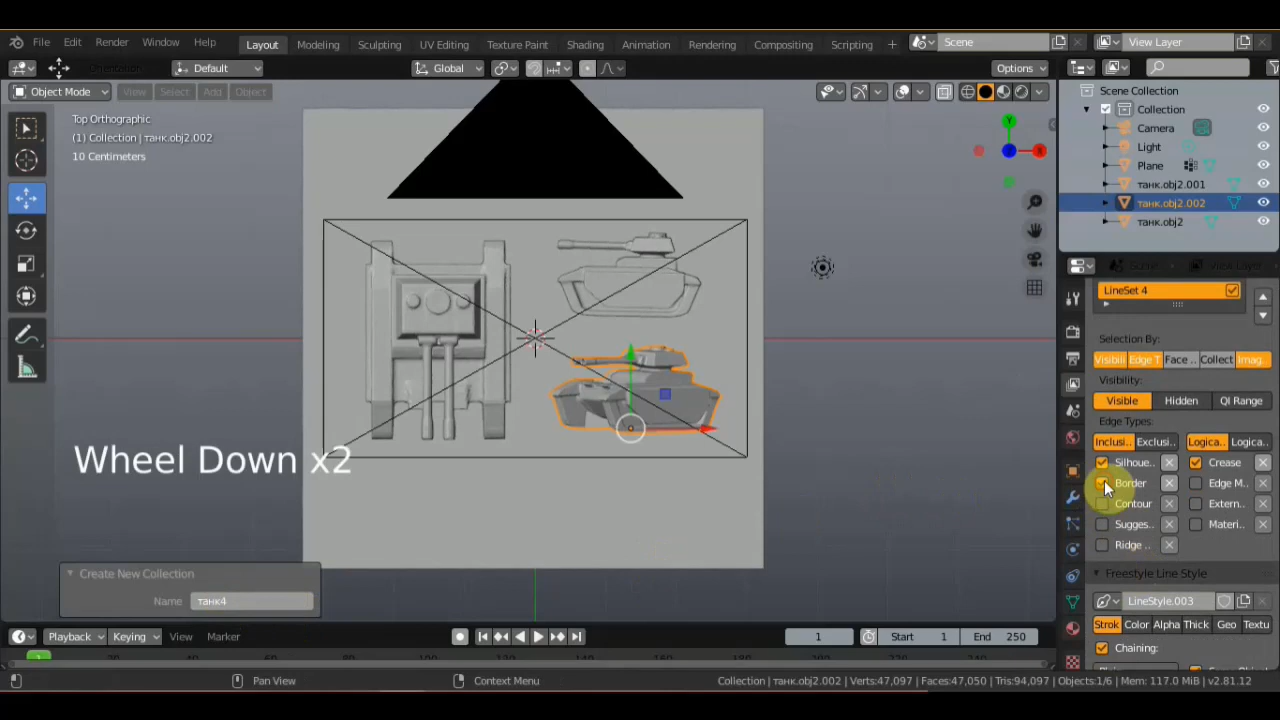 File Edit Render Window Help Layout Modeling Sculpting UV Editing Texture Paint Shading Animation Rendering Compositing Scripting + Scene View Layer
Orientation Default Global Options
Object Mode View Select Add Object
Scene Collection
Collection
Camera
Light
Plane
танк.obj2.001
танк.obj2.002
танк.obj2
Top Orthographic
(1) Collection | танк.obj2.002
10 Centimeters
Y
X
Z
Wheel Down x2
Scene View Layer
LineSet 4
Selection By:
Visibili Edge T Face .. Collect Imag..
Visibility:
Visible Hidden QI Range
Edge Types:
Inclusi.. Exclusi.. Logica.. Logica..
Silhoue.. Crease
Border Edge M..
Contour Extern..
Sugges.. Materi..
Ridge ..
Freestyle Line Style
LineStyle.003
Strok Color Alpha Thick Geo Textu
Chaining:
Create New Collection
Name танк4
Playback Keying View Marker 1 Start 1 End 250
1
Pan View Context Menu Collection | танк.obj2.002 | Verts:47,097 | Faces:47,050 | Tris:94,097 | Objects:1/6 | Mem: 117.0 MiB | v2.81.12